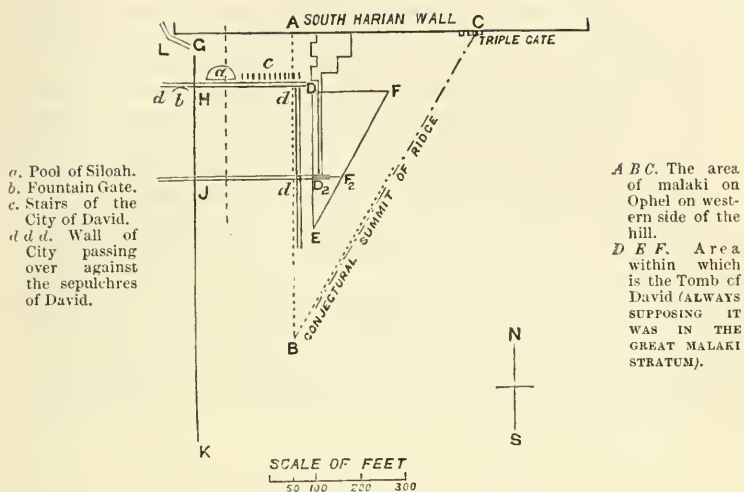 SOUTH HARIAN WALL
TRIPLE GATE
A
C
L
G
a
c
d
b
H
d
D
F
J
d
D2
F2
E
B
K
CONJECTURAL SUMMIT OF RIDGE
N
S
SCALE OF FEET
50 100 200 300
a. Pool of Siloah.
b. Fountain Gate.
c. Stairs of the
City of David.
d d d. Wall of
City passing
over against
the sepulchres
of David.
A B C. The area
of malaki on
Ophel on west-
ern side of the
hill.
D E F. Area
within which
is the Tomb of
David (ALWAYS
SUPPOSING IT
WAS IN THE
GREAT MALAKI
STRATUM).